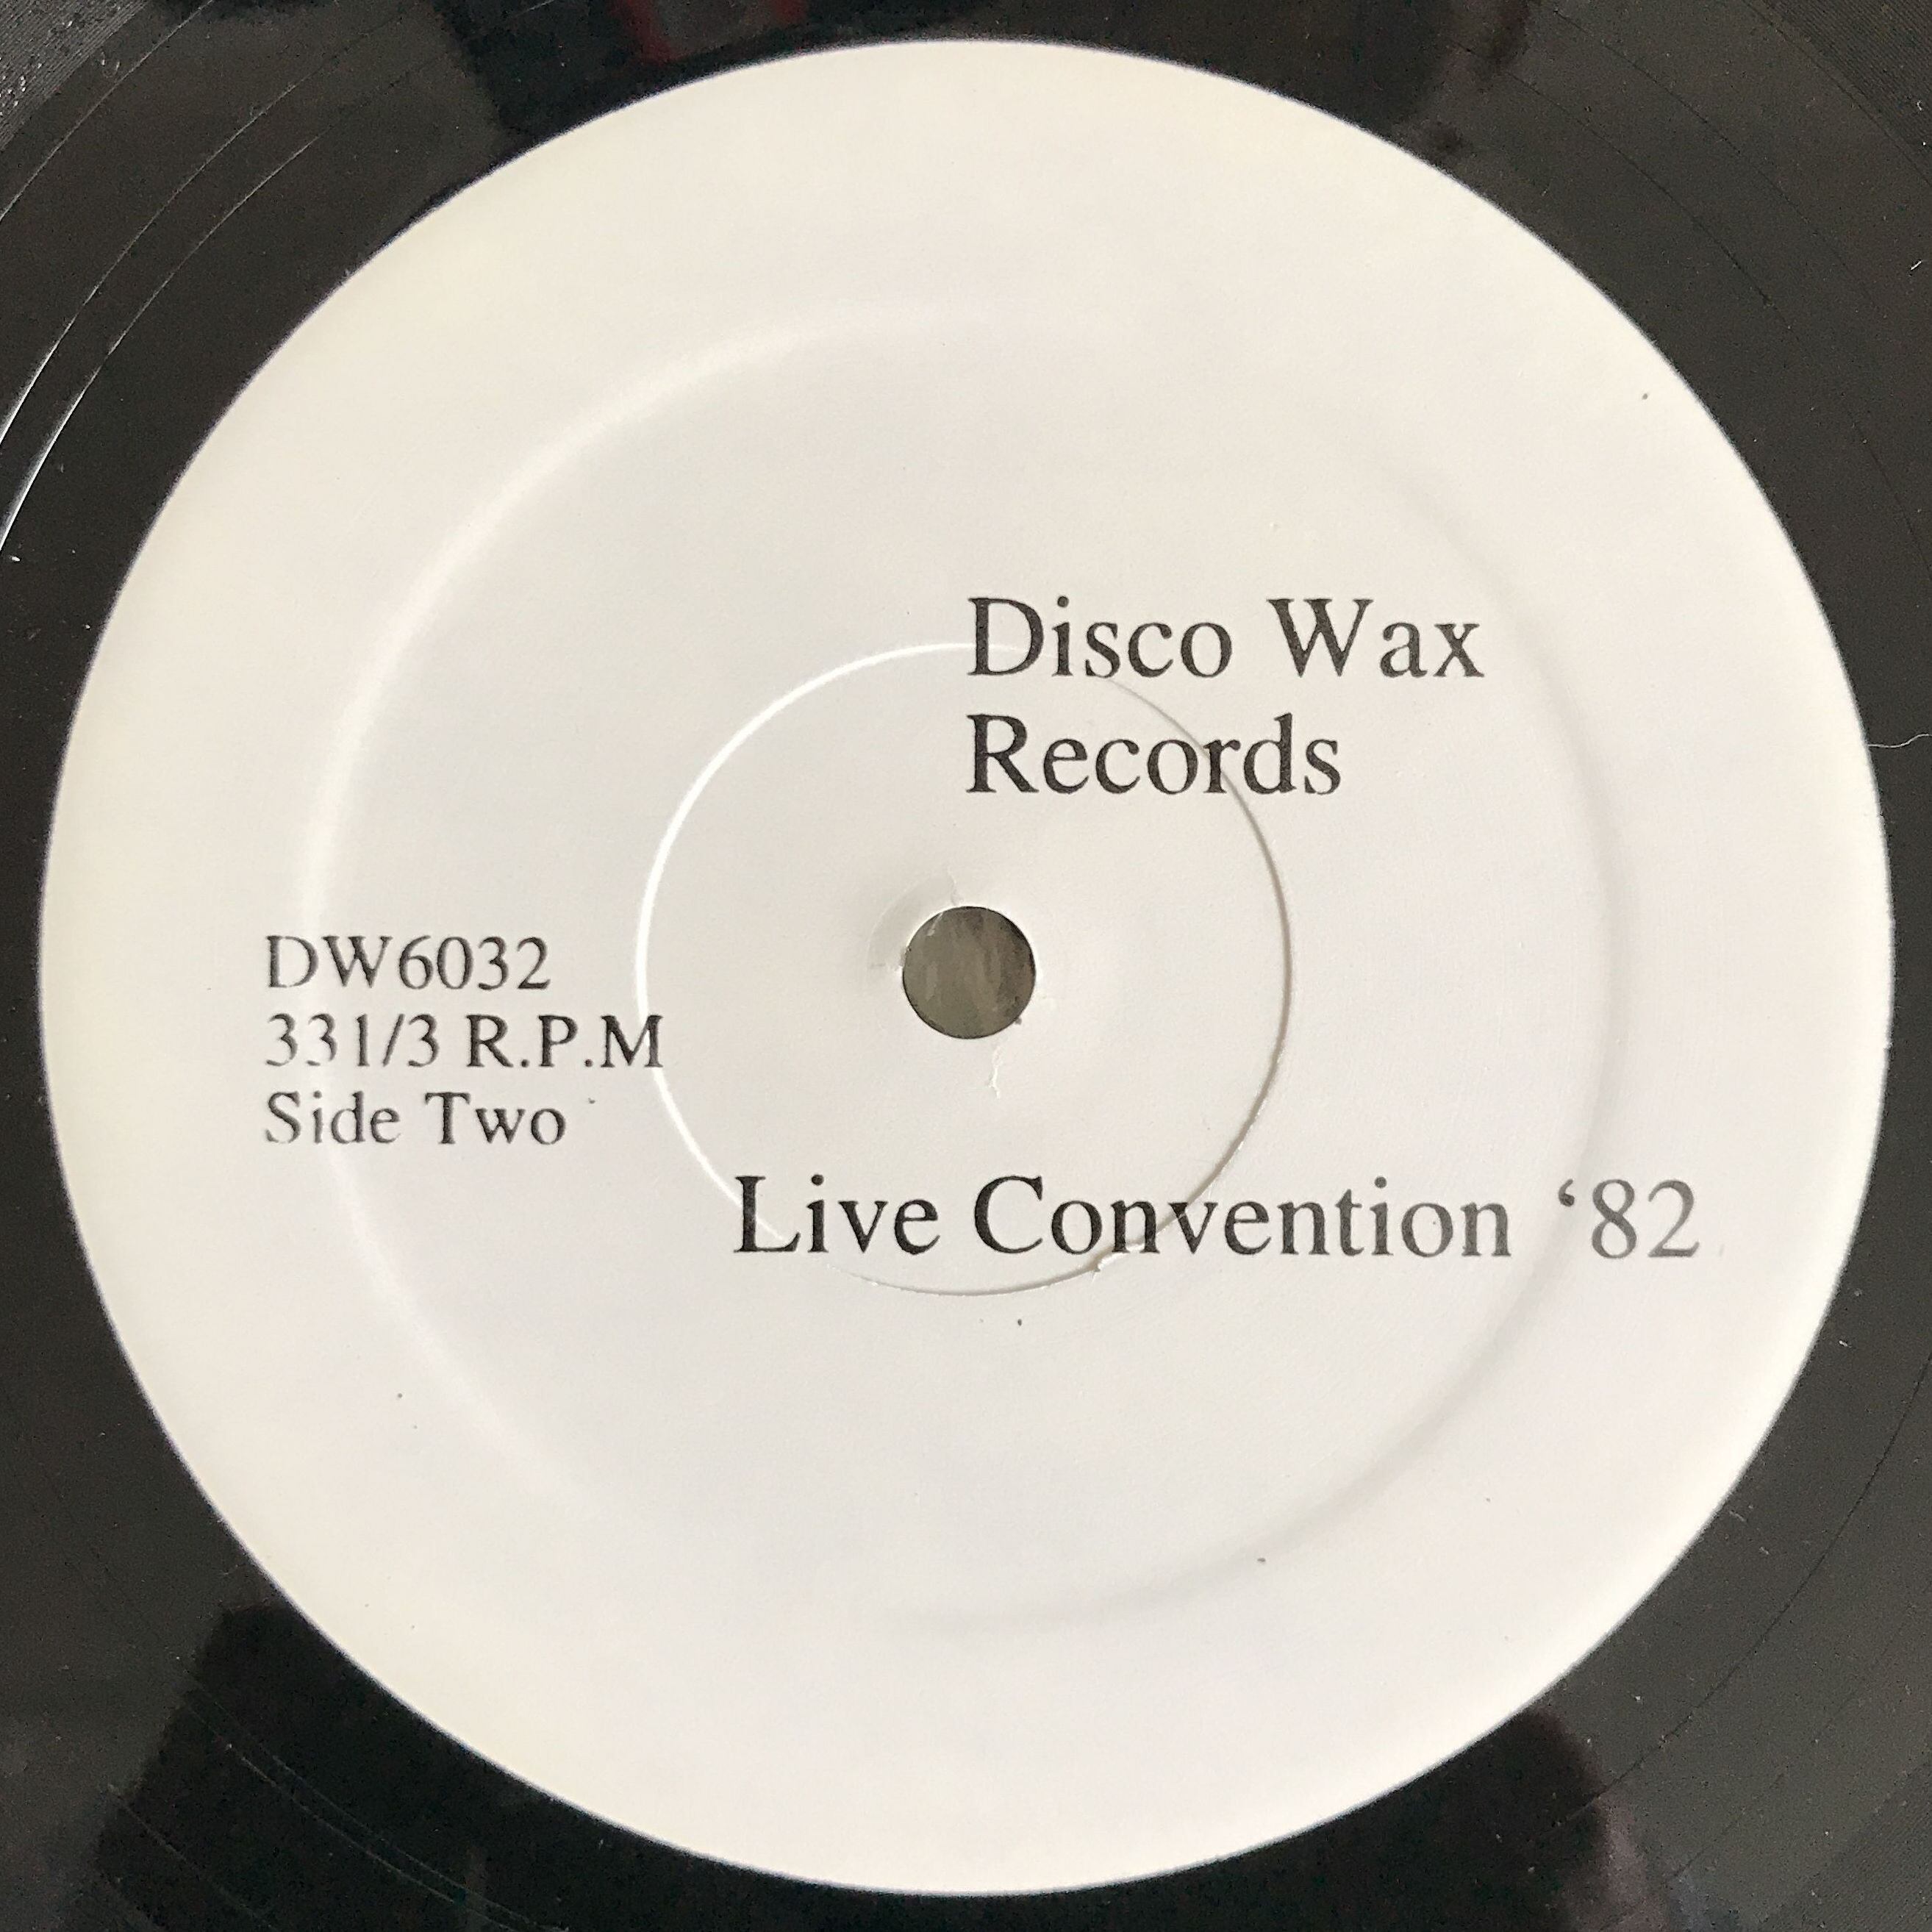 Disco Wax
Records
DW6032
331/3 R.P.M
Side Two
Live Convention ‘82